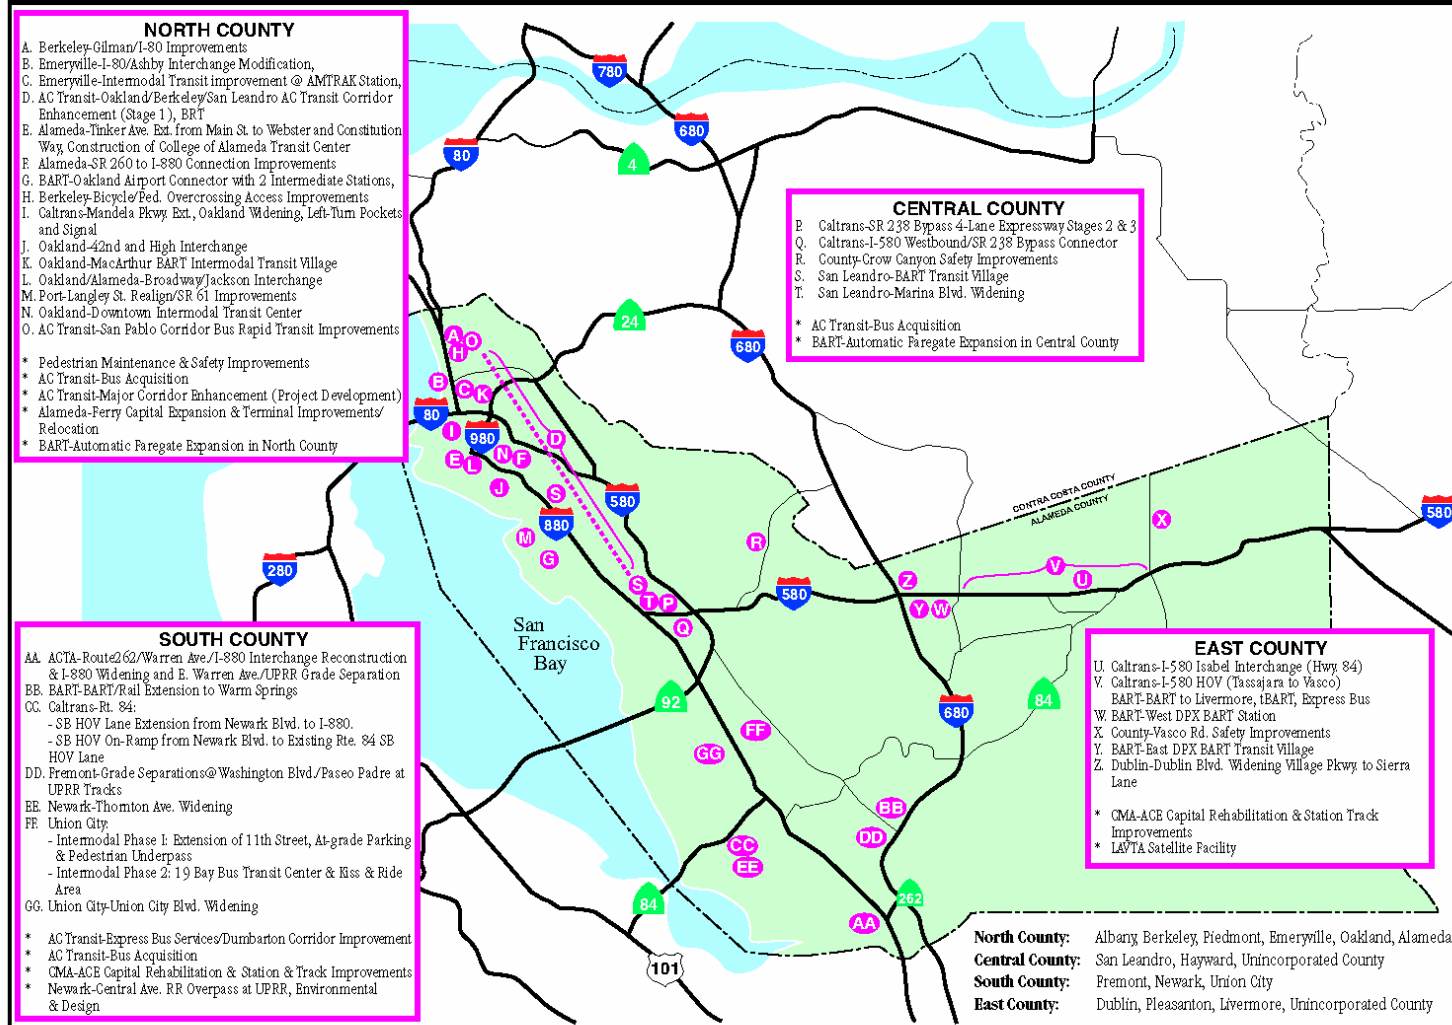 NORTH COUNTY
A. Berkeley-Gilman/I-80 Improvements
B. Emeryville-I-80/Ashby Interchange Modification,
C. Emeryville-Intermodal Transit improvement @ AMTRAK Station,
D. AC Transit-Oakland/Berkeley/San Leandro AC Transit Corridor
Enhancement (Stage 1), BRT
E. Alameda-Tinker Ave. Ext. from Main St. to Webster and Constitution
Way, Construction of College of Alameda Transit Center
F. Alameda-SR 260 to I-880 Connection Improvements
G. BART-Oakland Airport Connector with 2 Intermediate Stations,
H. Berkeley-Bicycle/Ped. Overcrossing Access Improvements
I. Caltrans-Mandela Pkwy. Ext., Oakland Widening, Left-Turn Pockets
and Signal
J. Oakland-42nd and High Interchange
K. Oakland-MacArthur BART Intermodal Transit Village
L. Oakland/Alameda-Broadway/Jackson Interchange
M. Port-Langley St. Realign/SR 61 Improvements
N. Oakland-Downtown Intermodal Transit Center
O. AC Transit-San Pablo Corridor Bus Rapid Transit Improvements
* Pedestrian Maintenance & Safety Improvements
* AC Transit-Bus Acquisition
* AC Transit-Major Corridor Enhancement (Project Development)
* Alameda-Ferry Capital Expansion & Terminal Improvements/
Relocation
* BART-Automatic Faregate Expansion in North County
CENTRAL COUNTY
P. Caltrans-SR 238 Bypass 4-Lane Expressway Stages 2 & 3
Q. Caltrans-I-580 Westbound/SR 238 Bypass Connector
R. County-Crow Canyon Safety Improvements
S. San Leandro-BART Transit Village
T. San Leandro-Marina Blvd. Widening
* AC Transit-Bus Acquisition
* BART-Automatic Faregate Expansion in Central County
780
680
80
4
24
680
A
O
H
B
C
K
80
I
980
D
N
F
E
L
J
S
580
880
M
G
R
CONTRA COSTA COUNTY
ALAMEDA COUNTY
X
580
280
S
T
P
Q
580
Z
V
U
Y
W
San
Francisco
Bay
92
84
680
FF
GG
BB
DD
CC
EE
84
262
AA
101
SOUTH COUNTY
AA. ACTA-Route262/Warren Ave./I-880 Interchange Reconstruction
& I-880 Widening and E. Warren Ave./UPRR Grade Separation
BB. BART-BART/Rail Extension to Warm Springs
CC. Caltrans-Rt. 84:
- SB HOV Lane Extension from Newark Blvd. to I-880.
- SB HOV On-Ramp from Newark Blvd. to Existing Rte. 84 SB
HOV Lane
DD. Fremont-Grade Separations@Washington Blvd./Paseo Padre at
UPRR Tracks
EE. Newark-Thornton Ave. Widening
FF. Union City:
- Intermodal Phase I: Extension of 11th Street, At-grade Parking
& Pedestrian Underpass
- Intermodal Phase 2: 19 Bay Bus Transit Center & Kiss & Ride
Area
GG. Union City-Union City Blvd. Widening
* AC Transit-Express Bus Services/Dumbarton Corridor Improvement
* AC Transit-Bus Acquisition
* CMA-ACE Capital Rehabilitation & Station & Track Improvements
* Newark-Central Ave. RR Overpass at UPRR, Environmental
& Design
EAST COUNTY
U. Caltrans-I-580 Isabel Interchange (Hwy. 84)
V. Caltrans-I-580 HOV (Tassajara to Vasco)
BART-BART to Livermore, tBART, Express Bus
W. BART-West DPX BART Station
X. County-Vasco Rd. Safety Improvements
Y. BART-East DPX BART Transit Village
Z. Dublin-Dublin Blvd. Widening Village Pkwy. to Sierra
Lane
* CMA-ACE Capital Rehabilitation & Station Track
Improvements
* LAVTA Satellite Facility
North County: Albany, Berkeley, Piedmont, Emeryville, Oakland, Alameda
Central County: San Leandro, Hayward, Unincorporated County
South County: Fremont, Newark, Union City
East County: Dublin, Pleasanton, Livermore, Unincorporated County